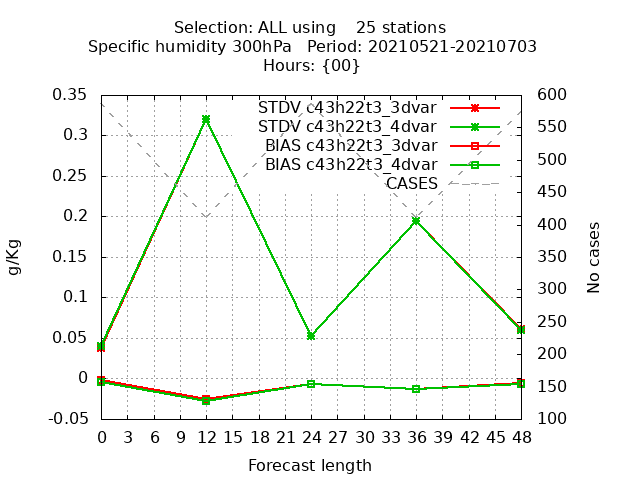 Selection: ALL using    25 stations
Specific humidity 300hPa   Period: 20210521-20210703
Hours: {00}
STDV c43h22t3_3dvar
STDV c43h22t3_4dvar
BIAS c43h22t3_3dvar
BIAS c43h22t3_4dvar
CASES
g/Kg
0.35
0.3
0.25
0.2
0.15
0.1
0.05
0
-0.05
No cases
600
550
500
450
400
350
300
250
200
150
100
0 3 6 9 12 15 18 21 24 27 30 33 36 39 42 45 48
Forecast length